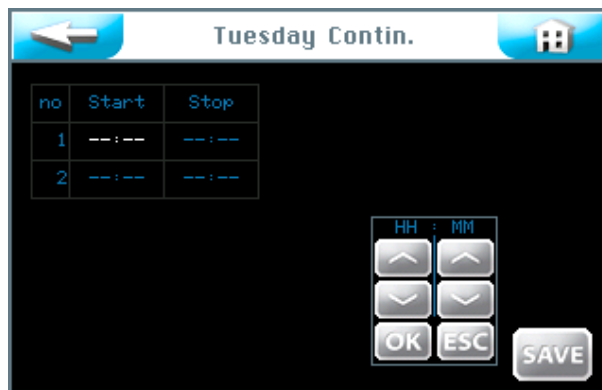 Tuesday Contin.
no Start Stop
1 --:-- --:--
2 --:-- --:--
HH : MM
OK ESC
SAVE